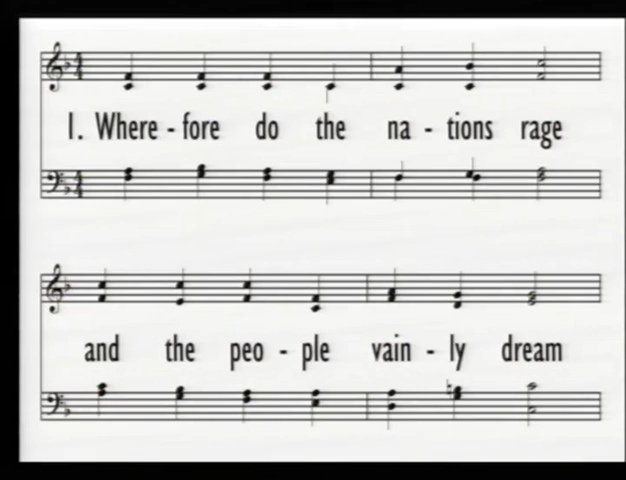 1. Where - fore do the na - tions rage
and the peo - ple vain - ly dream